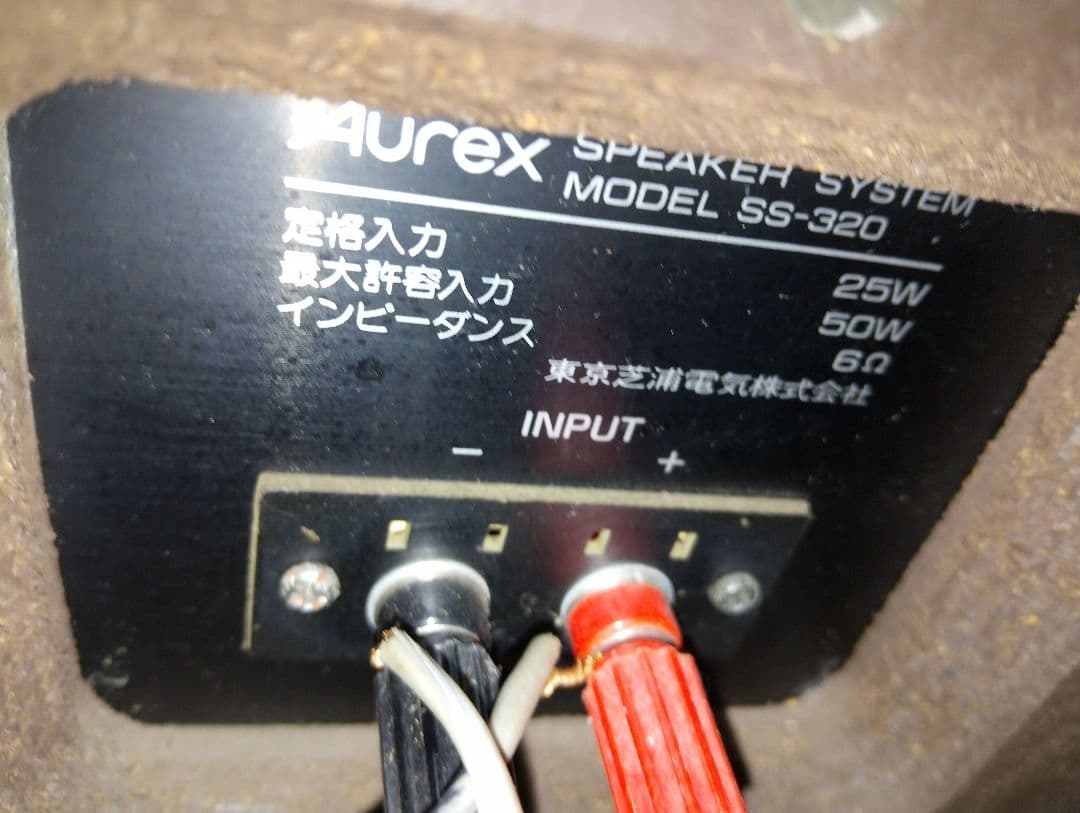 Aurex SPEAKER SYSTEM
MODEL SS-320
定格入力 25W
最大許容入力 50W
インピーダンス 6Ω
東京芝浦電気株式会社
INPUT
− +